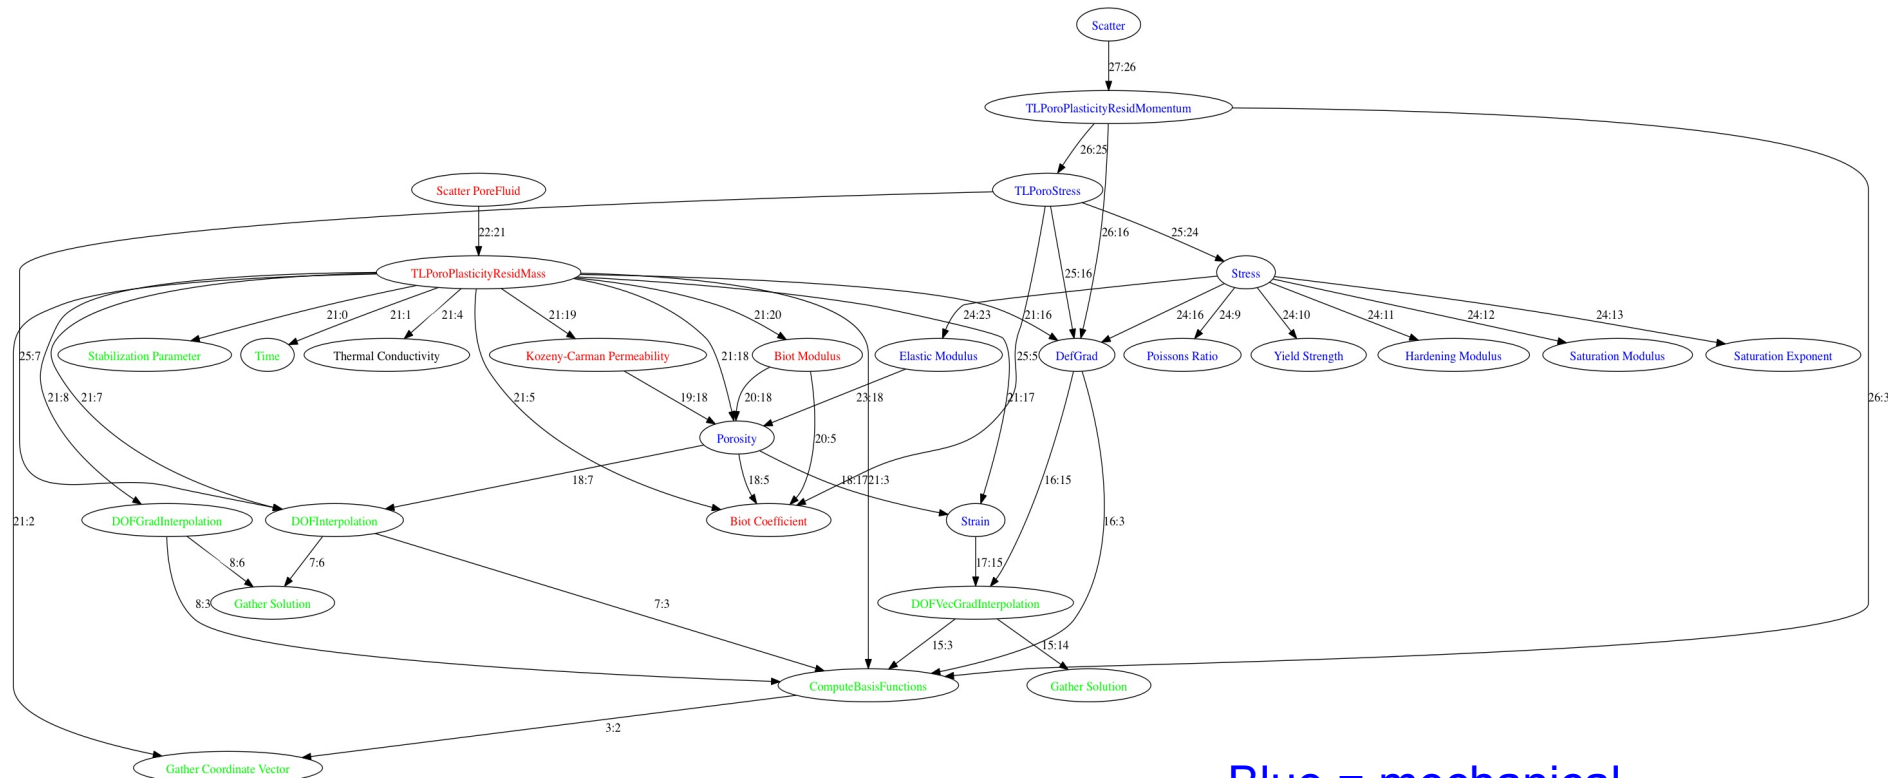 Scatter
27:26
TLPoroPlasticityResidMomentum
26:25
Scatter PoreFluid
TLPoroStress
22:21
26:16
25:24
TLPoroPlasticityResidMass
25:16
Stress
21:0
21:1
21:4
21:19
21:20
24:23
21:16
24:16
24:9
24:10
24:11
24:12
24:13
25:7
Stabilization Parameter
Time
Thermal Conductivity
Kozeny-Carman Permeability
21:18
Biot Modulus
Elastic Modulus
25:5
DefGrad
Poissons Ratio
Yield Strength
Hardening Modulus
Saturation Modulus
Saturation Exponent
21:8
21:7
21:5
19:18
20:18
23:18
21:17
26:3
Porosity
20:5
18:7
18:5
18:17
21:3
16:15
21:2
DOFGradInterpolation
DOFInterpolation
Biot Coefficient
Strain
16:3
8:6
7:6
17:15
8:3
Gather Solution
7:3
DOFVecGradInterpolation
15:3
15:14
ComputeBasisFunctions
Gather Solution
3:2
Gather Coordinate Vector
Blue = mechanical